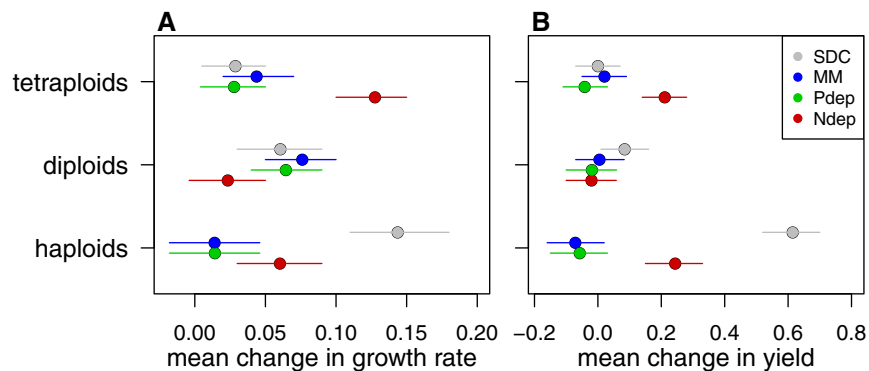 A
B
tetraploids
diploids
haploids
SDC
MM
Pdep
Ndep
0.00 0.05 0.10 0.15 0.20
−0.2 0.0 0.2 0.4 0.6 0.8
mean change in growth rate
mean change in yield